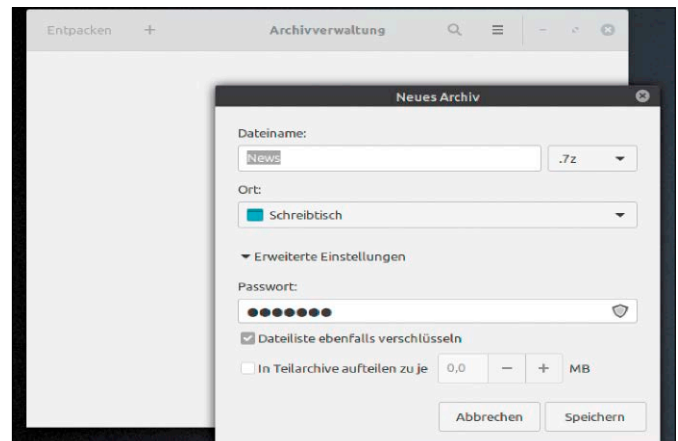 Entpacken + Archivverwaltung
Neues Archiv
Dateiname:
News .7z
Ort:
Schreibtisch
Erweiterte Einstellungen
Passwort:
●●●●●●●
Dateiliste ebenfalls verschlüsseln
In Teilarchive aufteilen zu je 0,0 − + MB
Abbrechen Speichern